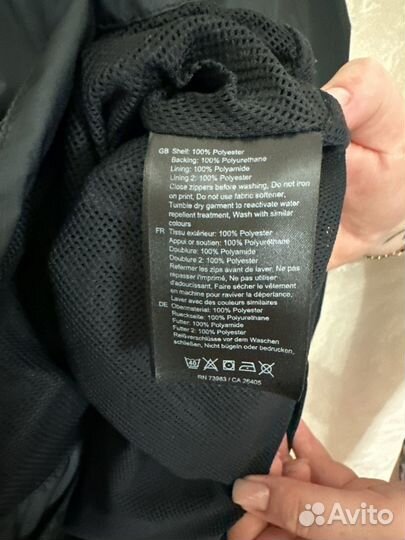 GB Shell: 100% Polyester
Backing: 100% Polyurethane
Lining: 100% Polyamide
Lining 2: 100% Polyester
Close zippers before washing, Do not iron
on print, Do not use fabric softener,
Tumble dry garment to reactivate water
repellent treatment, Wash with similar
colours
FR Tissu extérieur: 100% Polyester
Appui or soutien: 100% Polyuréthane
Doublure: 100% Polyamide
Doublure 2: 100% Polyester
Refermer les zips avant de laver, Ne pas
repasser l'imprimé, Ne pas utiliser
d'adoucissant, Faire sécher le vêtement
en machine pour raviver la déperlance,
Laver avec des couleurs similaires
DE Obermaterial: 100% Polyester
Rueckseite: 100% Polyurethane
Futter: 100% Polyamide
Futter 2: 100% Polyester
Reißverschlüsse vor dem Waschen
schließen, Nicht bügeln oder bedrucken,
40
RN 73983 / CA 26405
Avito